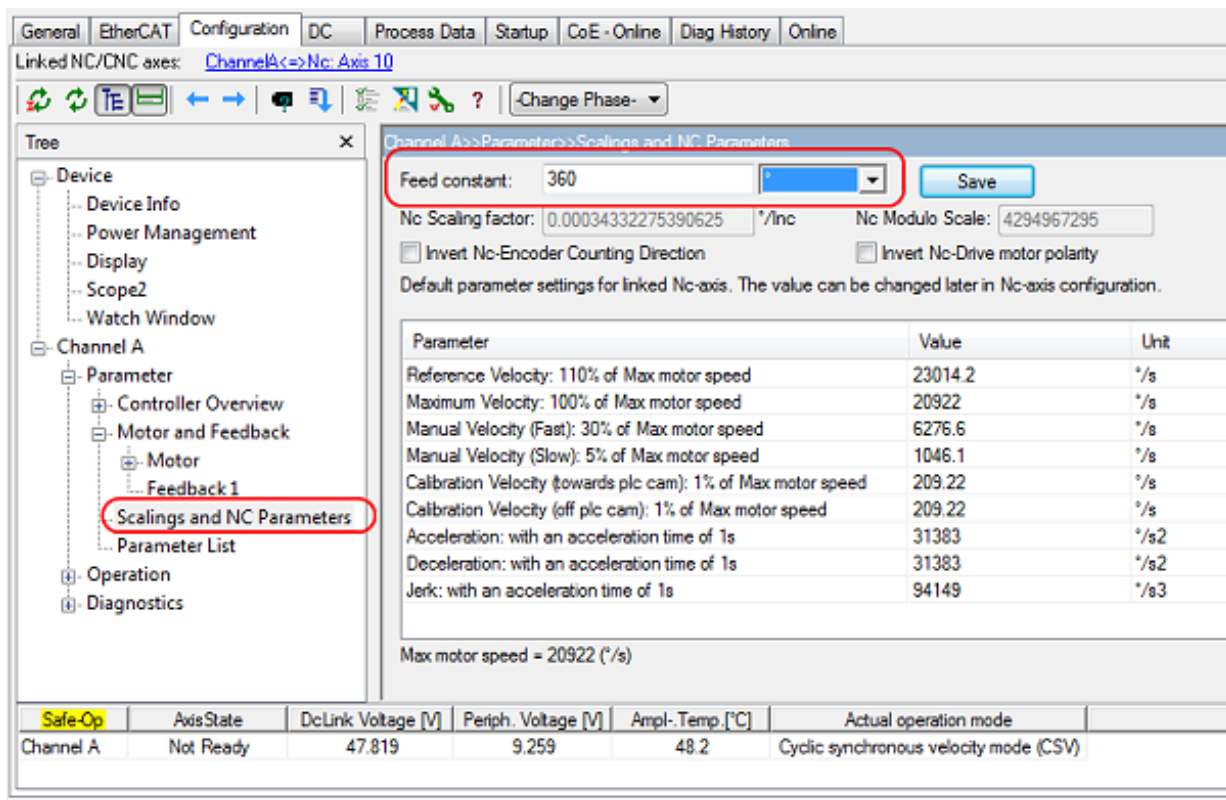 General EtherCAT Configuration DC Process Data Startup CoE - Online Diag History Online
Linked NC/CNC axes: ChannelA<=>Nc: Axis 10
TE ? -Change Phase-
Tree x
Device
Device Info
Power Management
Display
Scope2
Watch Window
Channel A
Parameter
Controller Overview
Motor and Feedback
Motor
Feedback 1
Scalings and NC Parameters
Parameter List
Operation
Diagnostics
Channel A>>Parameter>>Scalings and NC Parameters
Feed constant: 360 ° Save
Nc Scaling factor: 0.00034332275390625 °/Inc Nc Modulo Scale: 4294967295
Invert Nc-Encoder Counting Direction Invert Nc-Drive motor polarity
Default parameter settings for linked Nc-axis. The value can be changed later in Nc-axis configuration.
Parameter Value Unit
Reference Velocity: 110% of Max motor speed 23014.2 °/s
Maximum Velocity: 100% of Max motor speed 20922 °/s
Manual Velocity (Fast): 30% of Max motor speed 6276.6 °/s
Manual Velocity (Slow): 5% of Max motor speed 1046.1 °/s
Calibration Velocity (towards plc cam): 1% of Max motor speed 209.22 °/s
Calibration Velocity (off plc cam): 1% of Max motor speed 209.22 °/s
Acceleration: with an acceleration time of 1s 31383 °/s2
Deceleration: with an acceleration time of 1s 31383 °/s2
Jerk: with an acceleration time of 1s 94149 °/s3
Max motor speed = 20922 (°/s)
Safe-Op AxisState DcLink Voltage [V] Periph. Voltage [V] Ampl-.Temp.[°C] Actual operation mode
Channel A Not Ready 47.819 9.259 48.2 Cyclic synchronous velocity mode (CSV)